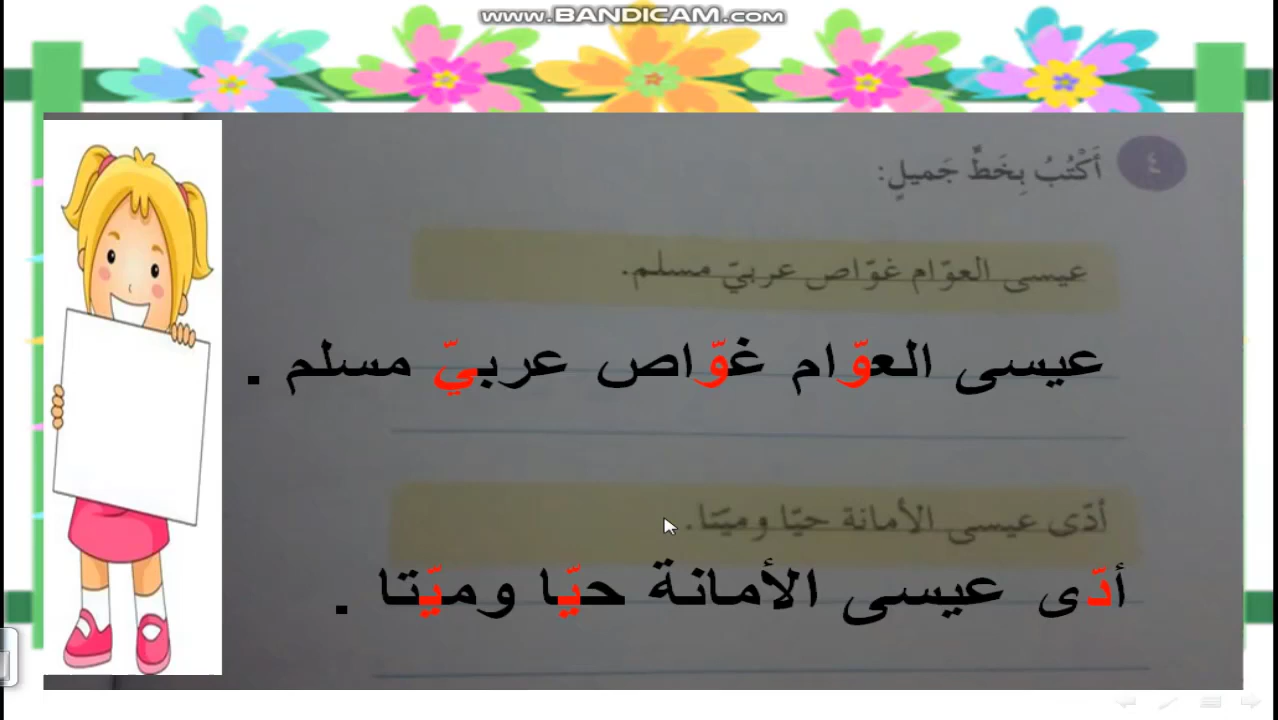 www.BANDICAM.com
٤ أَكْتُبُ بِخَطٍّ جَميلٍ:
عيسى العوّام غوّاص عربيّ مسلم.
عيسى العوّام غوّاص عربيّ مسلم .
أدّى عيسى الأمانة حيّا وميّتا.
أدّى عيسى الأمانة حيّا وميّتا .